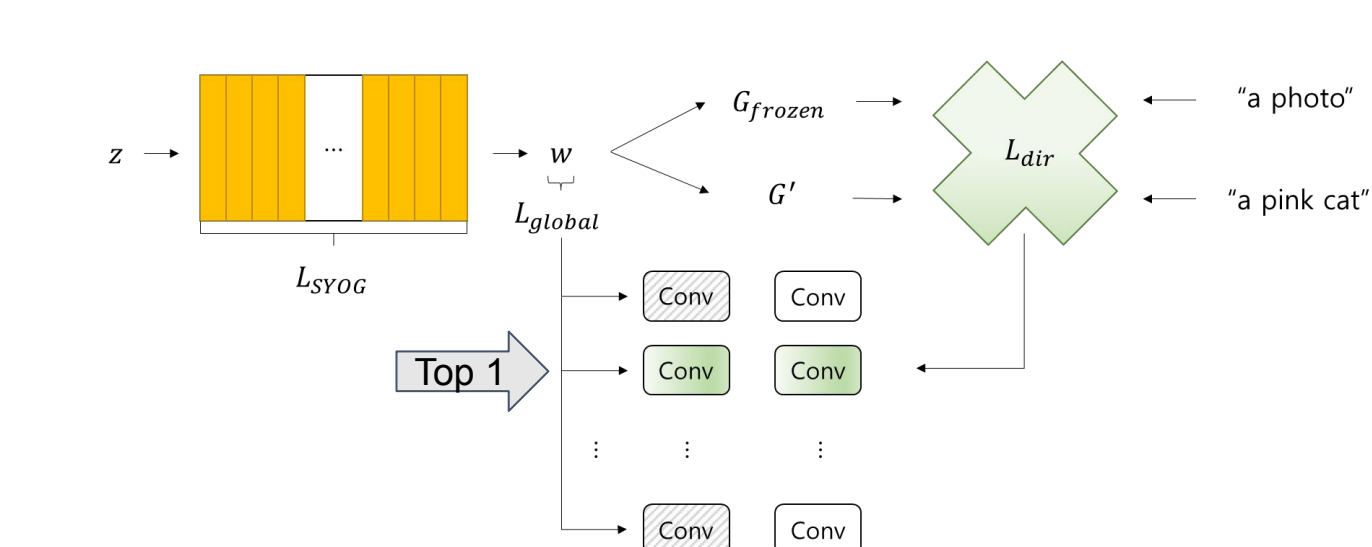 G_frozen
"a photo"
z
...
w
L_dir
G'
"a pink cat"
L_global
L_SYOG
Conv Conv
Top 1
Conv Conv
⋮ ⋮ ⋮
Conv Conv